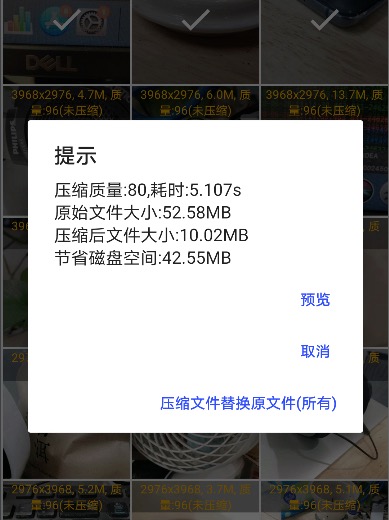 DELL
3968x2976, 4.7M, 质
量:96(未压缩)
3968x2976, 6.0M, 质
量:96(未压缩)
3968x2976, 13.7M, 质
量:96(未压缩)
提示
压缩质量:80,耗时:5.107s
原始文件大小:52.58MB
压缩后文件大小:10.02MB
节省磁盘空间:42.55MB
预览
取消
压缩文件替换原文件(所有)
2976x3968, 5.2M, 质
量:96(未压缩)
2976x3968, 3.7M, 质
量:96(未压缩)
2976x3968, 5.1M, 质
量:96(未压缩)